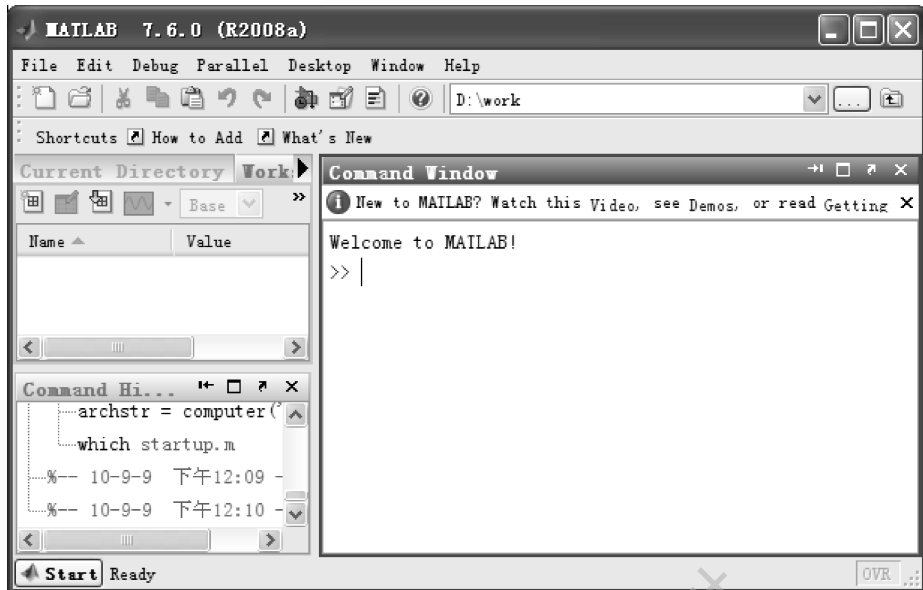 MATLAB 7.6.0 (R2008a)
File Edit Debug Parallel Desktop Window Help
D:\work
Shortcuts How to Add What's New
Current Directory Work
Base
Name Value
Command Hi...
archstr = computer('
which startup.m
%-- 10-9-9 下午12:09 -
%-- 10-9-9 下午12:10 -
Command Window
New to MATLAB? Watch this Video, see Demos, or read Getting
Welcome to MAILAB!
>>
Start Ready
OVR